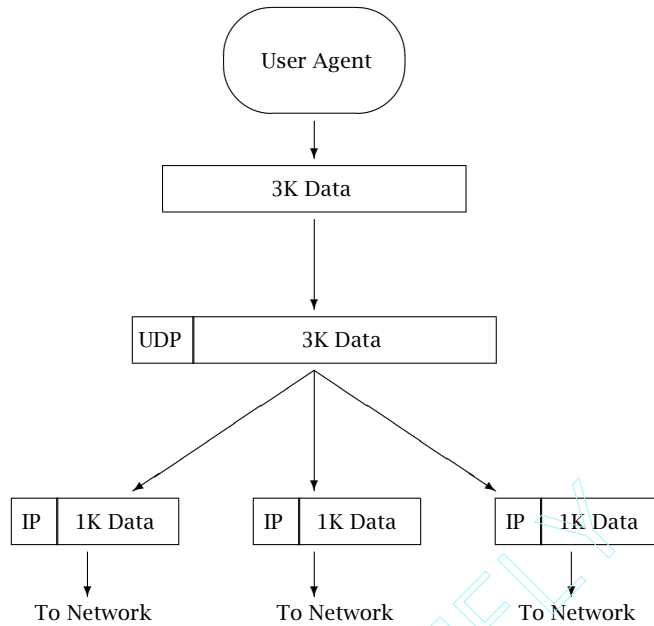 User Agent
3K Data
UDP 3K Data
IP 1K Data IP 1K Data IP 1K Data
To Network To Network To Network